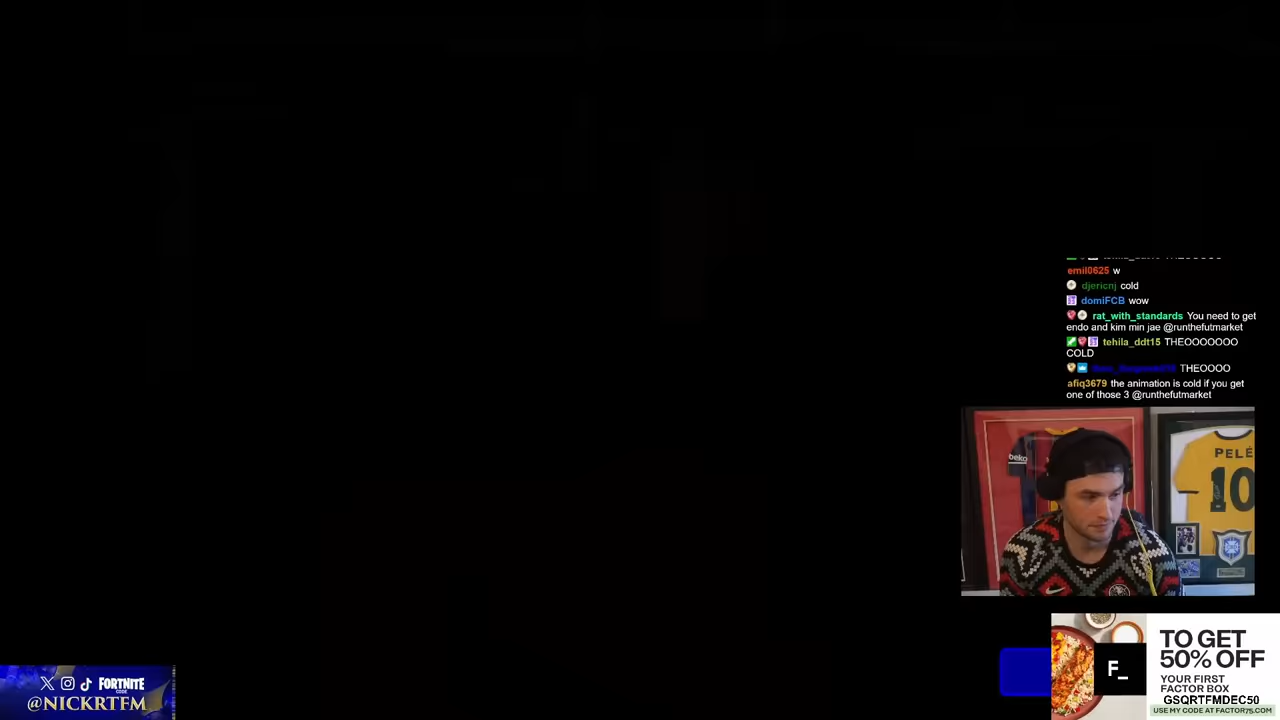 emil0625 w
djericnj cold
domiFCB wow
rat_with_standards You need to get
endo and kim min jae @runthefutmarket
tehila_ddt15 THEOOOOOOO
COLD
THEOOOO
afiq3679 the animation is cold if you get
one of those 3 @runthefutmarket
beko
PELÉ
10
TO GET
50% OFF
YOUR FIRST
FACTOR BOX
GSQRTFMDEC50
USE MY CODE AT FACTOR75.COM
F_
FORTNITE
CODE
@NICKRTFM